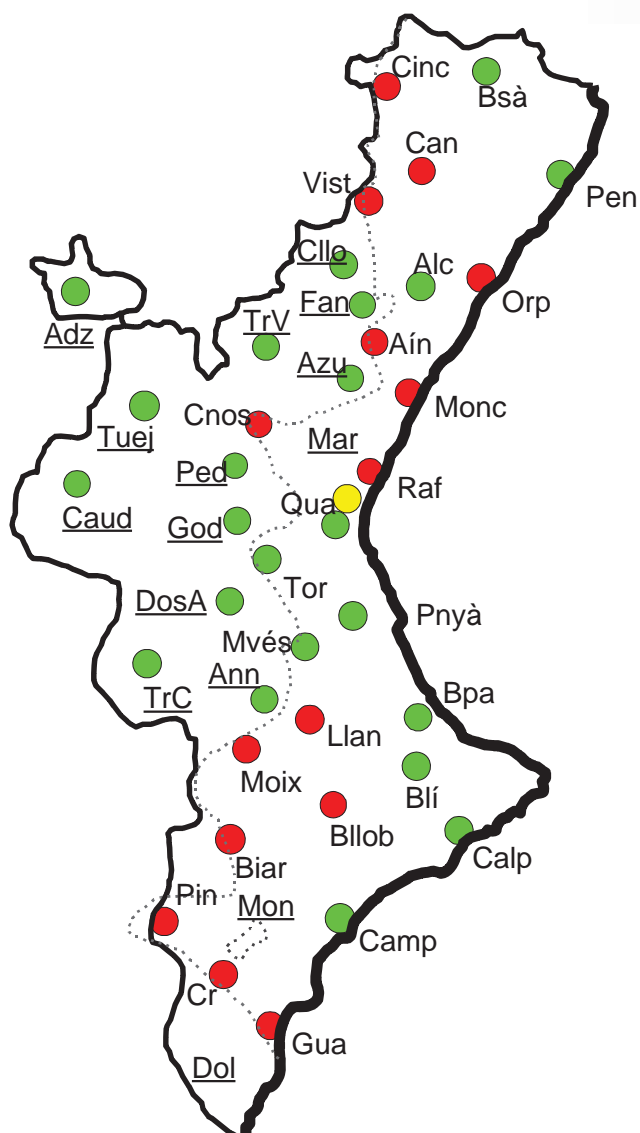 Cinc
Bsà
Can
Vist
Pen
Cllo
Alc
Orp
Fan
Adz
TrV
Aín
Azu
Monc
Cnos
Tuej
Mar
Ped
Raf
Qua
Caud
God
Tor
DosA
Pnyà
Mvés
Ann
TrC
Bpa
Llan
Moix
Blí
Bllob
Calp
Biar
Pin
Mon
Camp
Cr
Gua
Dol